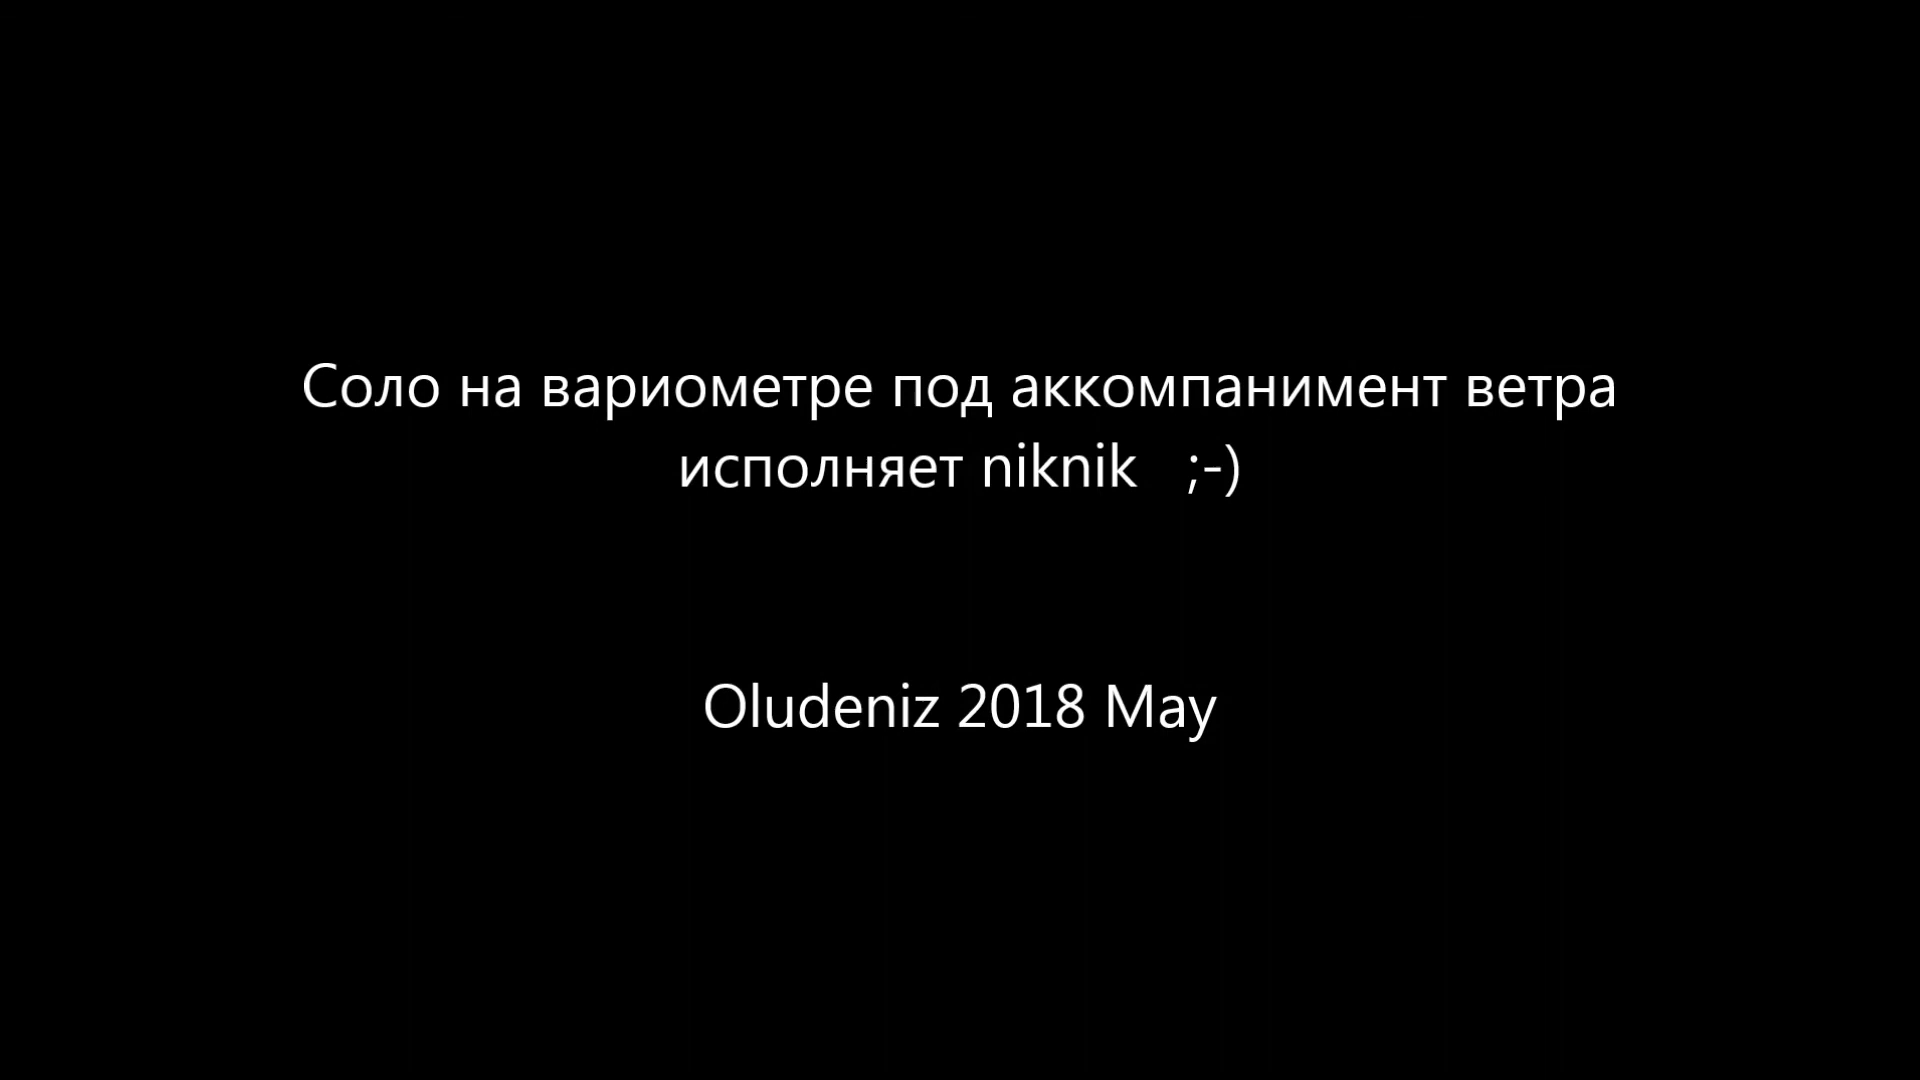 Соло на вариометре под аккомпанимент ветра
исполняет niknik   ;-)
Oludeniz 2018 May